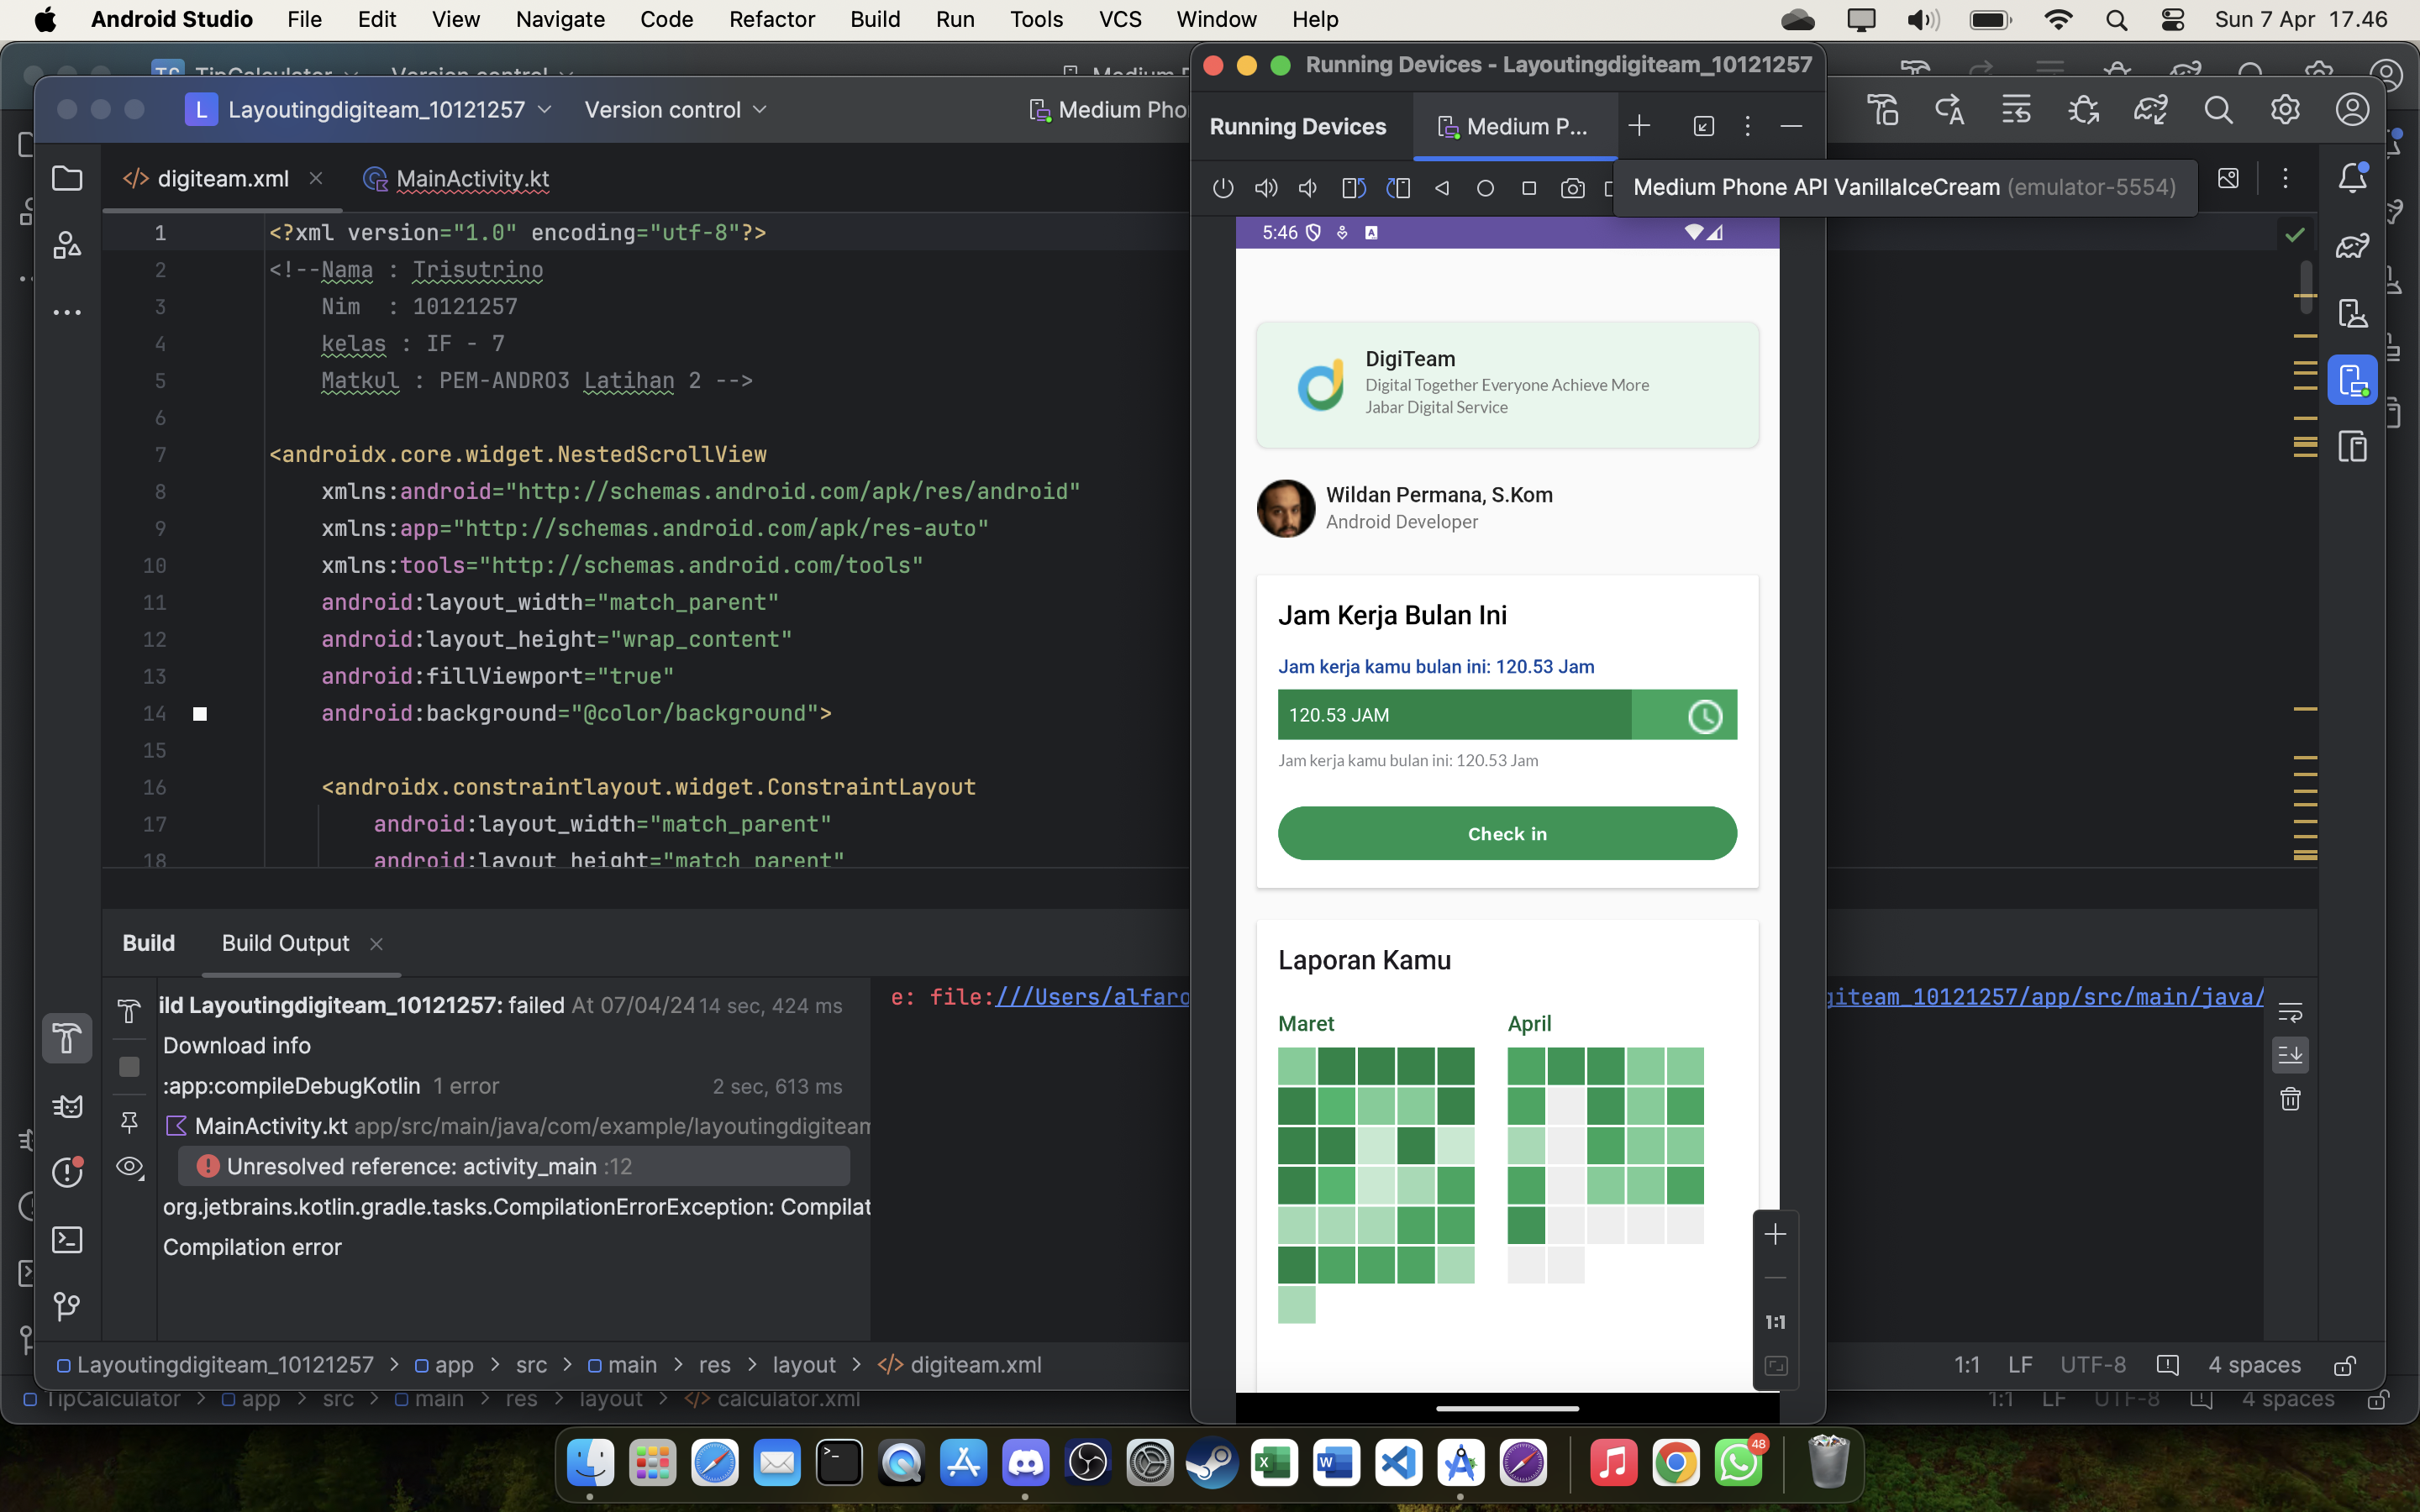 Android Studio File Edit View Navigate Code Refactor Build Run Tools VCS Window Help Sun 7 Apr 17.46
TipCalculator Version control
L Layoutingdigiteam_10121257 Version control Medium Pho
digiteam.xml MainActivity.kt
1 <?xml version="1.0" encoding="utf-8"?>
2 <!--Nama : Trisutrino
3 Nim : 10121257
4 kelas : IF - 7
5 Matkul : PEM-ANDRO3 Latihan 2 -->
6
7 <androidx.core.widget.NestedScrollView
8 xmlns:android="http://schemas.android.com/apk/res/android"
9 xmlns:app="http://schemas.android.com/apk/res-auto"
10 xmlns:tools="http://schemas.android.com/tools"
11 android:layout_width="match_parent"
12 android:layout_height="wrap_content"
13 android:fillViewport="true"
14 android:background="@color/background">
15
16 <androidx.constraintlayout.widget.ConstraintLayout
17 android:layout_width="match_parent"
18 android:layout_height="match_parent"
Running Devices - Layoutingdigiteam_10121257
Running Devices Medium P...
Medium Phone API VanillaIceCream (emulator-5554)
5:46
DigiTeam
Digital Together Everyone Achieve More
Jabar Digital Service
Wildan Permana, S.Kom
Android Developer
Jam Kerja Bulan Ini
Jam kerja kamu bulan ini: 120.53 Jam
120.53 JAM
Jam kerja kamu bulan ini: 120.53 Jam
Check in
Laporan Kamu
Maret April
1:1
Build Build Output
ild Layoutingdigiteam_10121257: failed At 07/04/24 14 sec, 424 ms
Download info
:app:compileDebugKotlin 1 error 2 sec, 613 ms
MainActivity.kt app/src/main/java/com/example/layoutingdigiteam
Unresolved reference: activity_main :12
org.jetbrains.kotlin.gradle.tasks.CompilationErrorException: Compilat
Compilation error
e: file:///Users/alfaro
giteam_10121257/app/src/main/java/
Layoutingdigiteam_10121257 > app > src > main > res > layout > digiteam.xml 1:1 LF UTF-8 4 spaces
TipCalculator > app > src > main > res > layout > calculator.xml 1:1 LF UTF-8 4 spaces
48